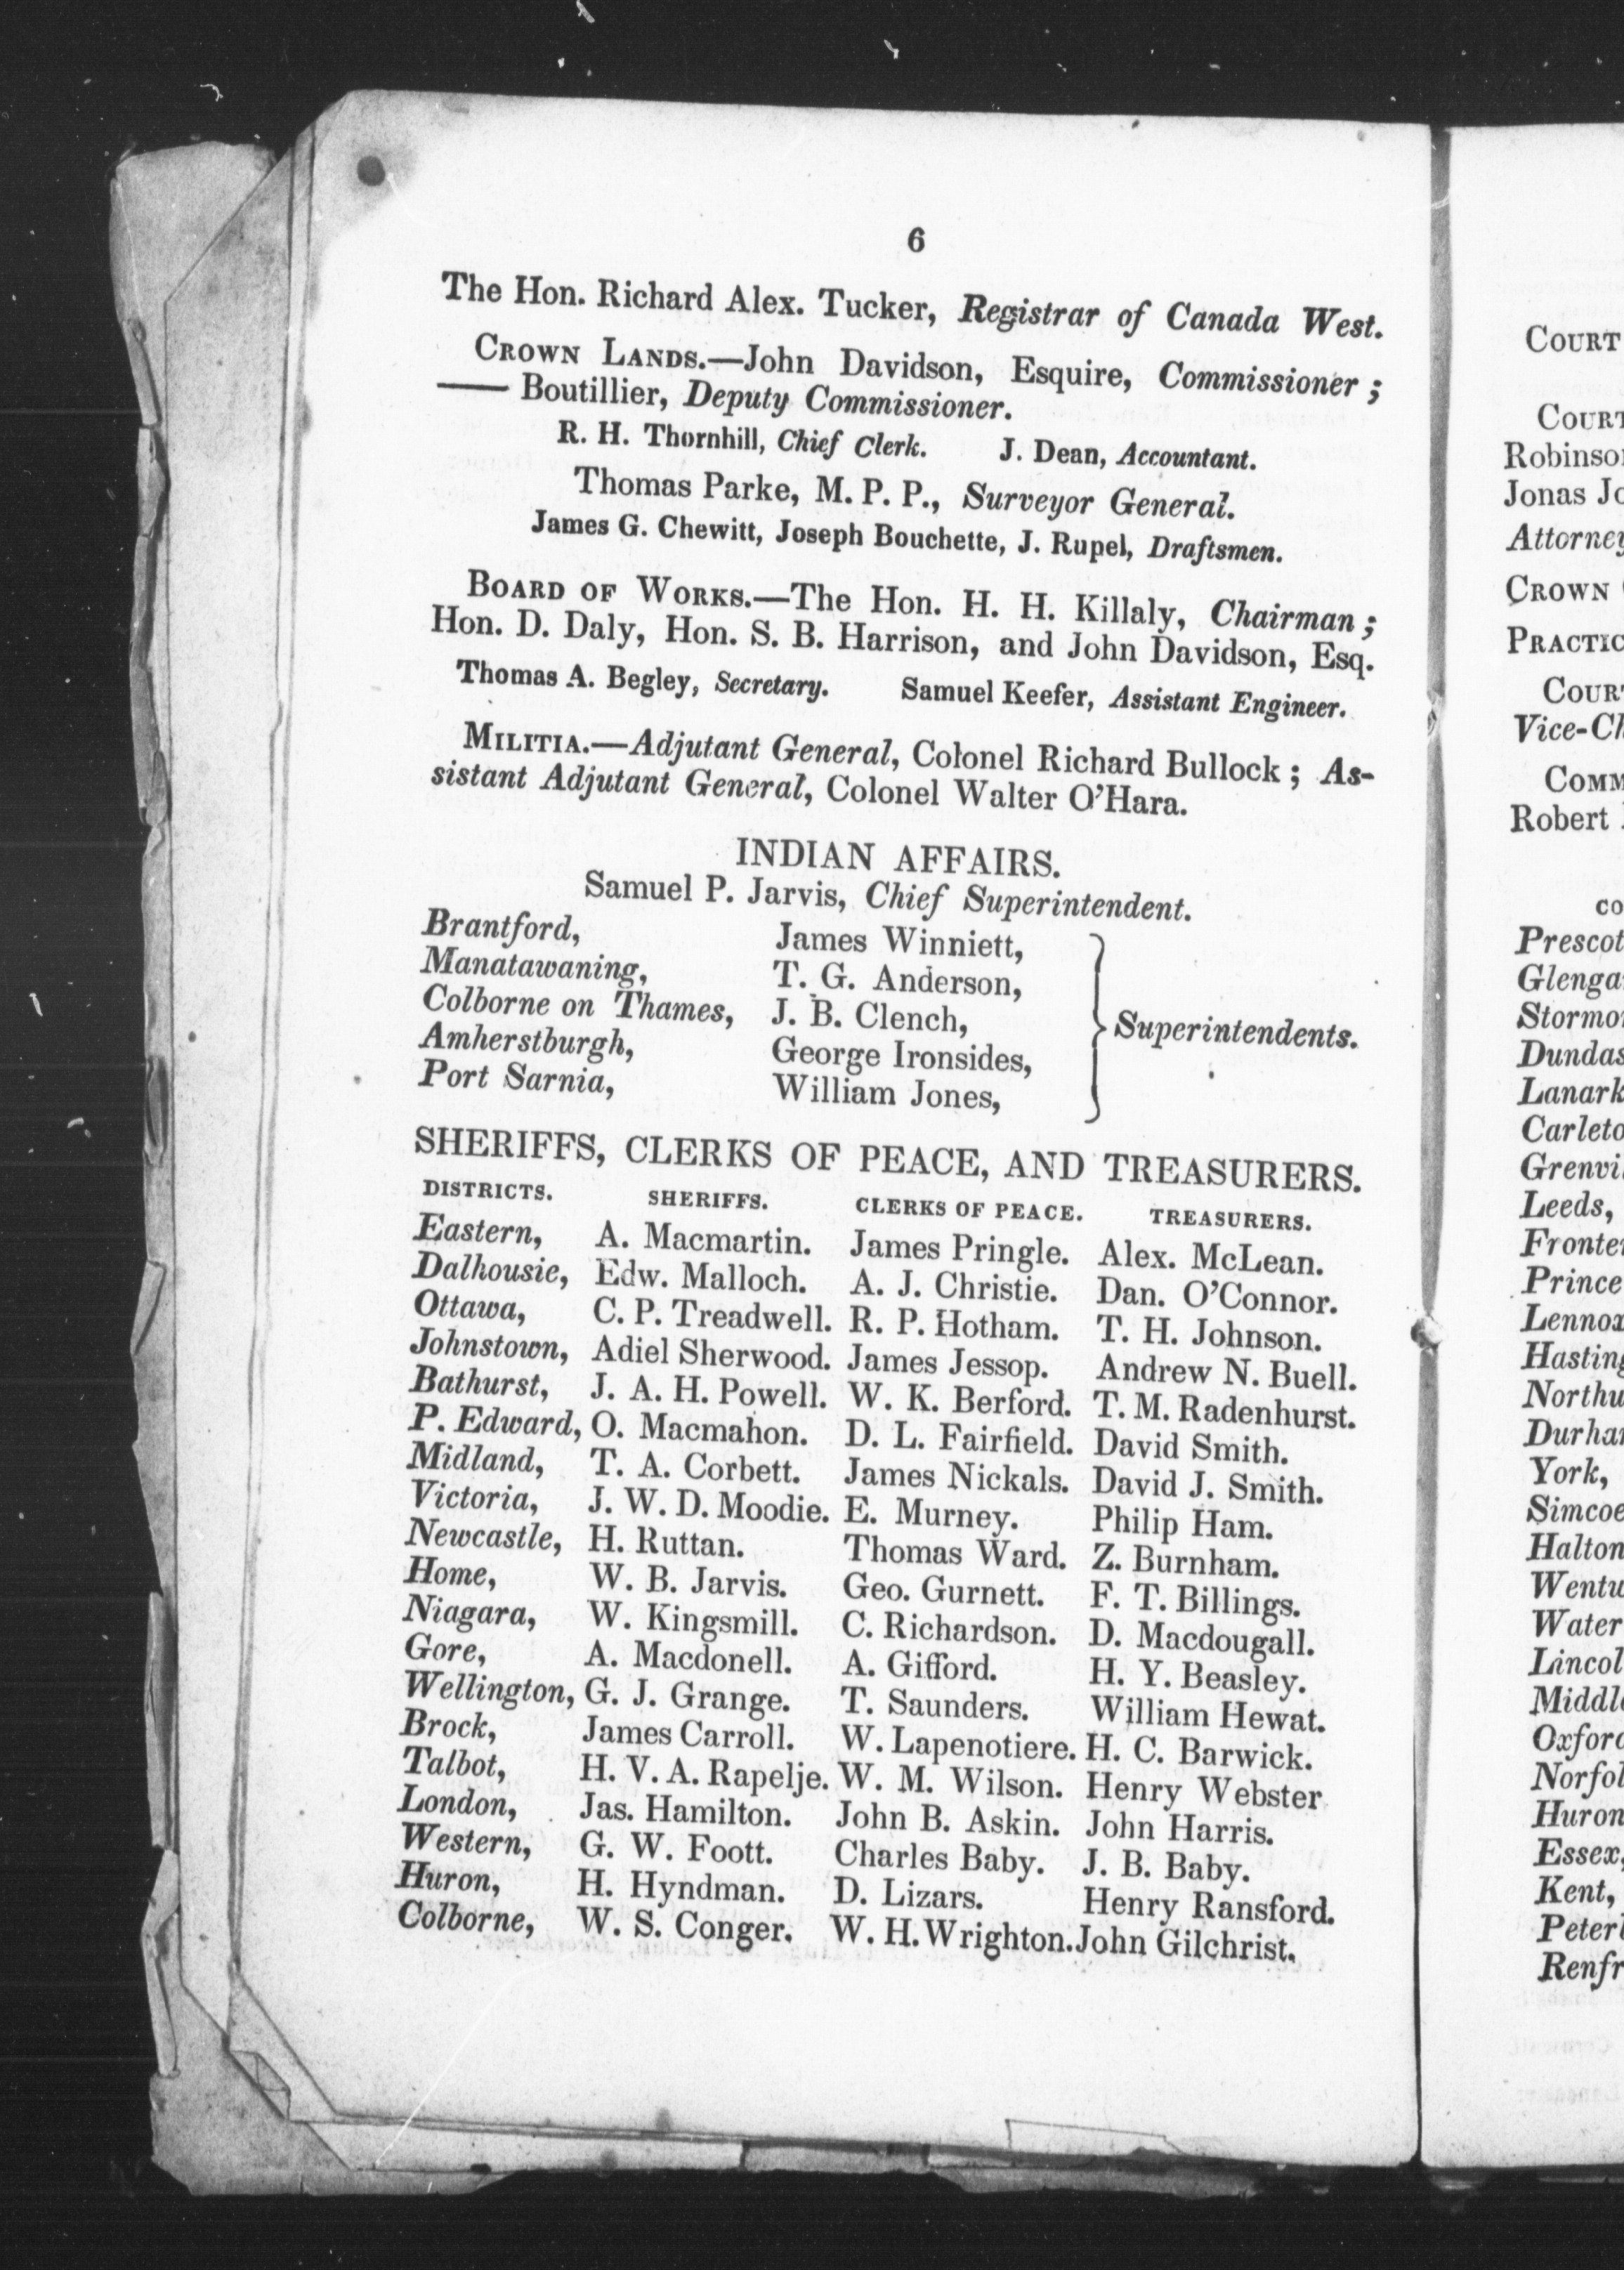 6
The Hon. Richard Alex. Tucker, Registrar of Canada West.
CROWN LANDS.—John Davidson, Esquire, Commissioner;
—— Boutillier, Deputy Commissioner.
R. H. Thornhill, Chief Clerk. J. Dean, Accountant.
Thomas Parke, M. P. P., Surveyor General.
James G. Chewitt, Joseph Bouchette, J. Rupel, Draftsmen.
BOARD OF WORKS.—The Hon. H. H. Killaly, Chairman;
Hon. D. Daly, Hon. S. B. Harrison, and John Davidson, Esq.
Thomas A. Begley, Secretary. Samuel Keefer, Assistant Engineer.
MILITIA.—Adjutant General, Colonel Richard Bullock; As-
sistant Adjutant General, Colonel Walter O'Hara.
INDIAN AFFAIRS.
Samuel P. Jarvis, Chief Superintendent.
Brantford, James Winniett,
Manatawaning, T. G. Anderson,
Colborne on Thames, J. B. Clench, Superintendents.
Amherstburgh, George Ironsides,
Port Sarnia, William Jones,
SHERIFFS, CLERKS OF PEACE, AND TREASURERS.
DISTRICTS. SHERIFFS. CLERKS OF PEACE. TREASURERS.
Eastern, A. Macmartin. James Pringle. Alex. McLean.
Dalhousie, Edw. Malloch. A. J. Christie. Dan. O'Connor.
Ottawa, C. P. Treadwell. R. P. Hotham. T. H. Johnson.
Johnstown, Adiel Sherwood. James Jessop. Andrew N. Buell.
Bathurst, J. A. H. Powell. W. K. Berford. T. M. Radenhurst.
P. Edward, O. Macmahon. D. L. Fairfield. David Smith.
Midland, T. A. Corbett. James Nickals. David J. Smith.
Victoria, J. W. D. Moodie. E. Murney. Philip Ham.
Newcastle, H. Ruttan. Thomas Ward. Z. Burnham.
Home, W. B. Jarvis. Geo. Gurnett. F. T. Billings.
Niagara, W. Kingsmill. C. Richardson. D. Macdougall.
Gore, A. Macdonell. A. Gifford. H. Y. Beasley.
Wellington, G. J. Grange. T. Saunders. William Hewat.
Brock, James Carroll. W. Lapenotiere. H. C. Barwick.
Talbot, H. V. A. Rapelje. W. M. Wilson. Henry Webster
London, Jas. Hamilton. John B. Askin. John Harris.
Western, G. W. Foott. Charles Baby. J. B. Baby.
Huron, H. Hyndman. D. Lizars. Henry Ransford.
Colborne, W. S. Conger. W. H. Wrighton. John Gilchrist.
COURT
COURT
Robinson
Jonas Jo
Attorney
CROWN
PRACTIC
COURT
Vice-Ch
COMM
Robert
CO
Prescot
Glenga
Stormo
Dundas
Lanark
Carleto
Grenvi
Leeds,
Fronte
Prince
Lennox
Hasting
Northu
Durha
York,
Simcoe
Halton
Wentw
Water
Lincol
Middle
Oxford
Norfol
Huron
Essex,
Kent,
Peterb
Renfr